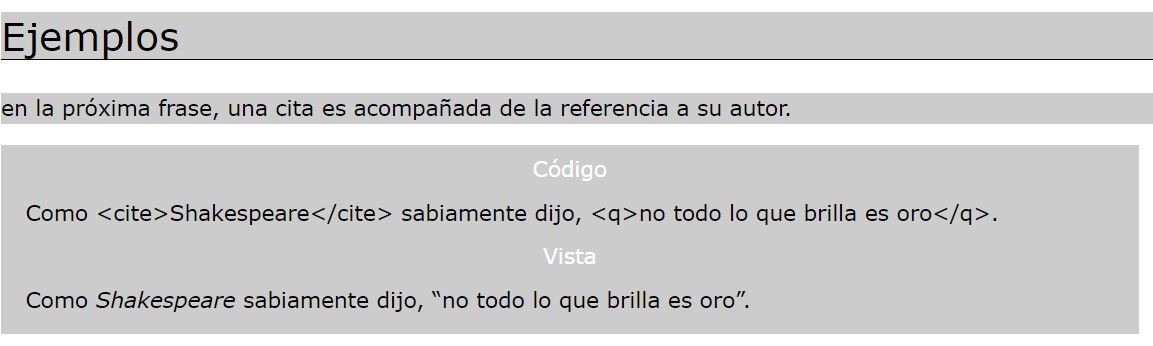 Ejemplos
en la próxima frase, una cita es acompañada de la referencia a su autor.
Código
Como <cite>Shakespeare</cite> sabiamente dijo, <q>no todo lo que brilla es oro</q>.
Vista
Como Shakespeare sabiamente dijo, “no todo lo que brilla es oro”.